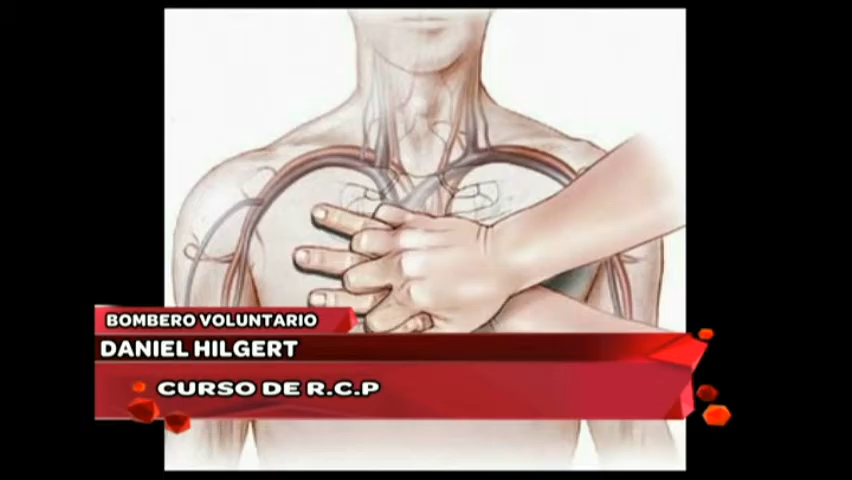 BOMBERO VOLUNTARIO
DANIEL HILGERT
CURSO DE R.C.P